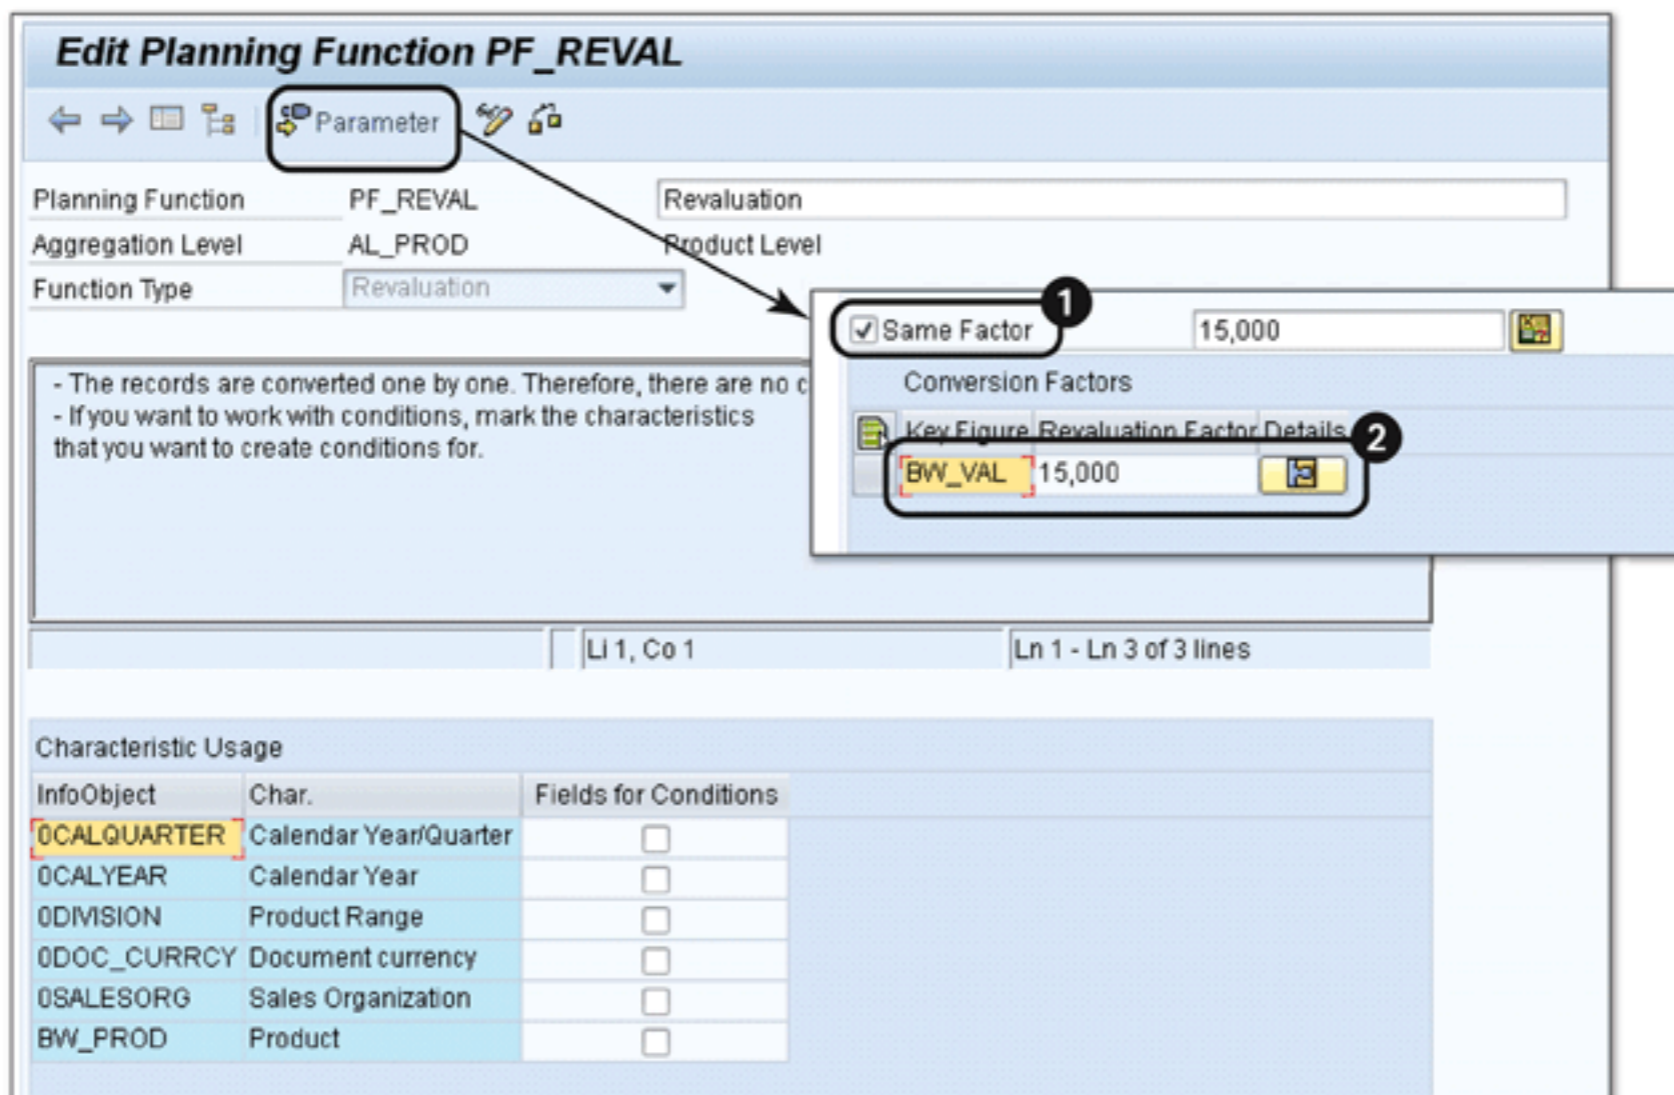 Edit Planning Function PF_REVAL
Parameter
Planning Function PF_REVAL Revaluation
Aggregation Level AL_PROD Product Level
Function Type Revaluation
1
Same Factor 15,000
Conversion Factors
Key Figure Revaluation Factor Details
2
BW_VAL 15,000
- The records are converted one by one. Therefore, there are no c
- If you want to work with conditions, mark the characteristics
that you want to create conditions for.
Li 1, Co 1 Ln 1 - Ln 3 of 3 lines
Characteristic Usage
InfoObject Char. Fields for Conditions
0CALQUARTER Calendar Year/Quarter
0CALYEAR Calendar Year
0DIVISION Product Range
0DOC_CURRCY Document currency
0SALESORG Sales Organization
BW_PROD Product